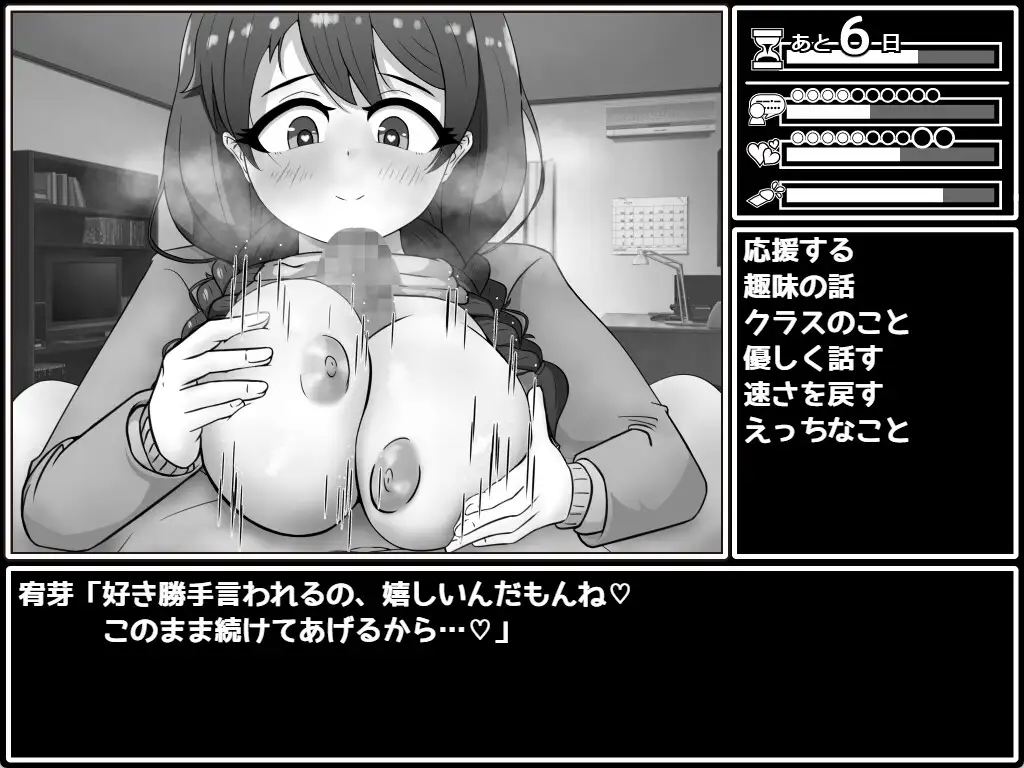 あと6日
応援する
趣味の話
クラスのこと
優しく話す
速さを戻す
えっちなこと
宥芽「好き勝手言われるの、嬉しいんだもんね♡
このまま続けてあげるから…♡」